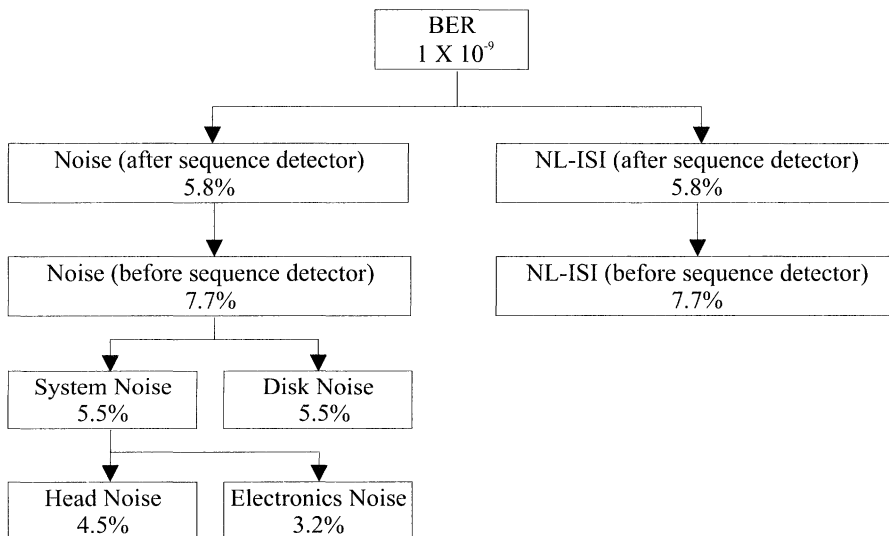 BER
1 X 10⁻⁹
Noise (after sequence detector)
5.8%
NL-ISI (after sequence detector)
5.8%
Noise (before sequence detector)
7.7%
NL-ISI (before sequence detector)
7.7%
System Noise
5.5%
Disk Noise
5.5%
Head Noise
4.5%
Electronics Noise
3.2%